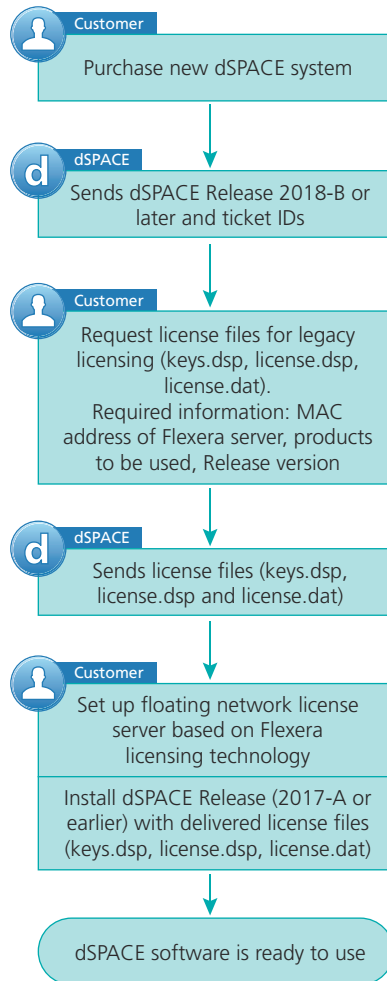 Customer
Purchase new dSPACE system
d
dSPACE
Sends dSPACE Release 2018-B or
later and ticket IDs
Customer
Request license files for legacy
licensing (keys.dsp, license.dsp,
license.dat).
Required information: MAC
address of Flexera server, products
to be used, Release version
d
dSPACE
Sends license files (keys.dsp,
license.dsp and license.dat)
Customer
Set up floating network license
server based on Flexera
licensing technology
Install dSPACE Release (2017-A or
earlier) with delivered license files
(keys.dsp, license.dsp, license.dat)
dSPACE software is ready to use